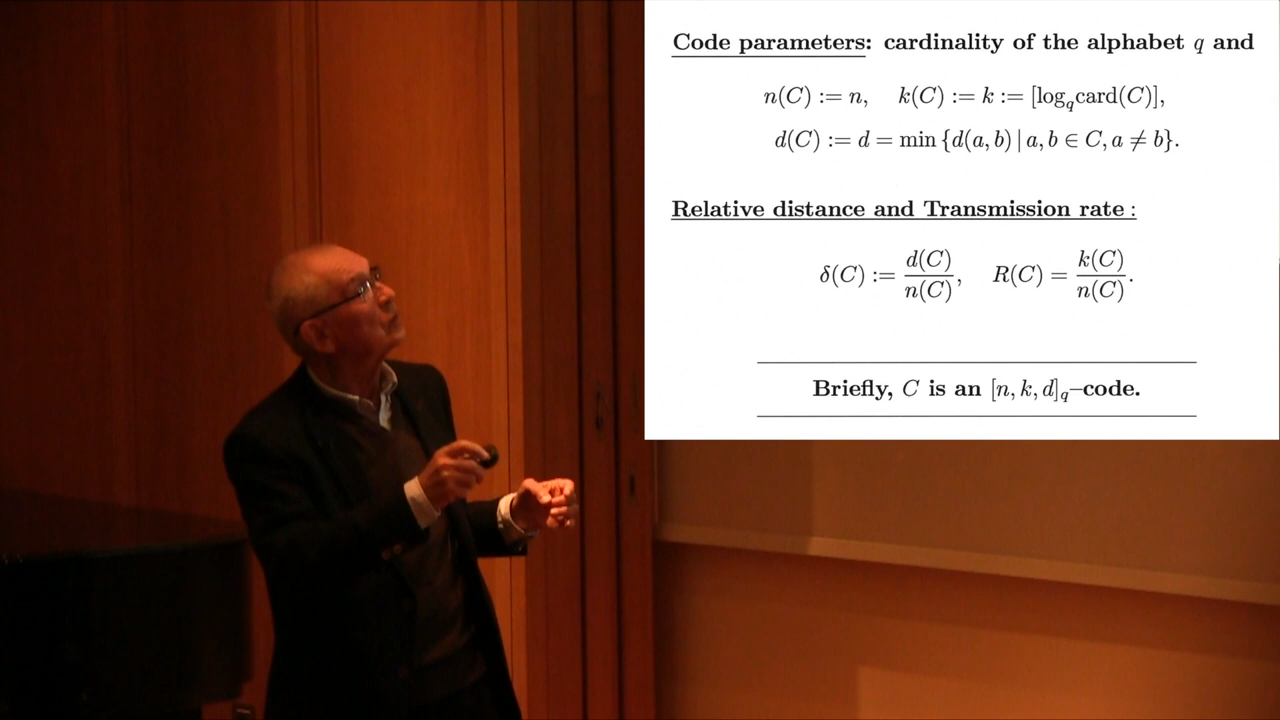 Code parameters: cardinality of the alphabet q and
n(C) := n, k(C) := k := [log_q card(C)],
d(C) := d = min {d(a, b) | a, b ∈ C, a ≠ b}.
Relative distance and Transmission rate :
δ(C) := d(C)/n(C), R(C) = k(C)/n(C).
Briefly, C is an [n, k, d]_q–code.